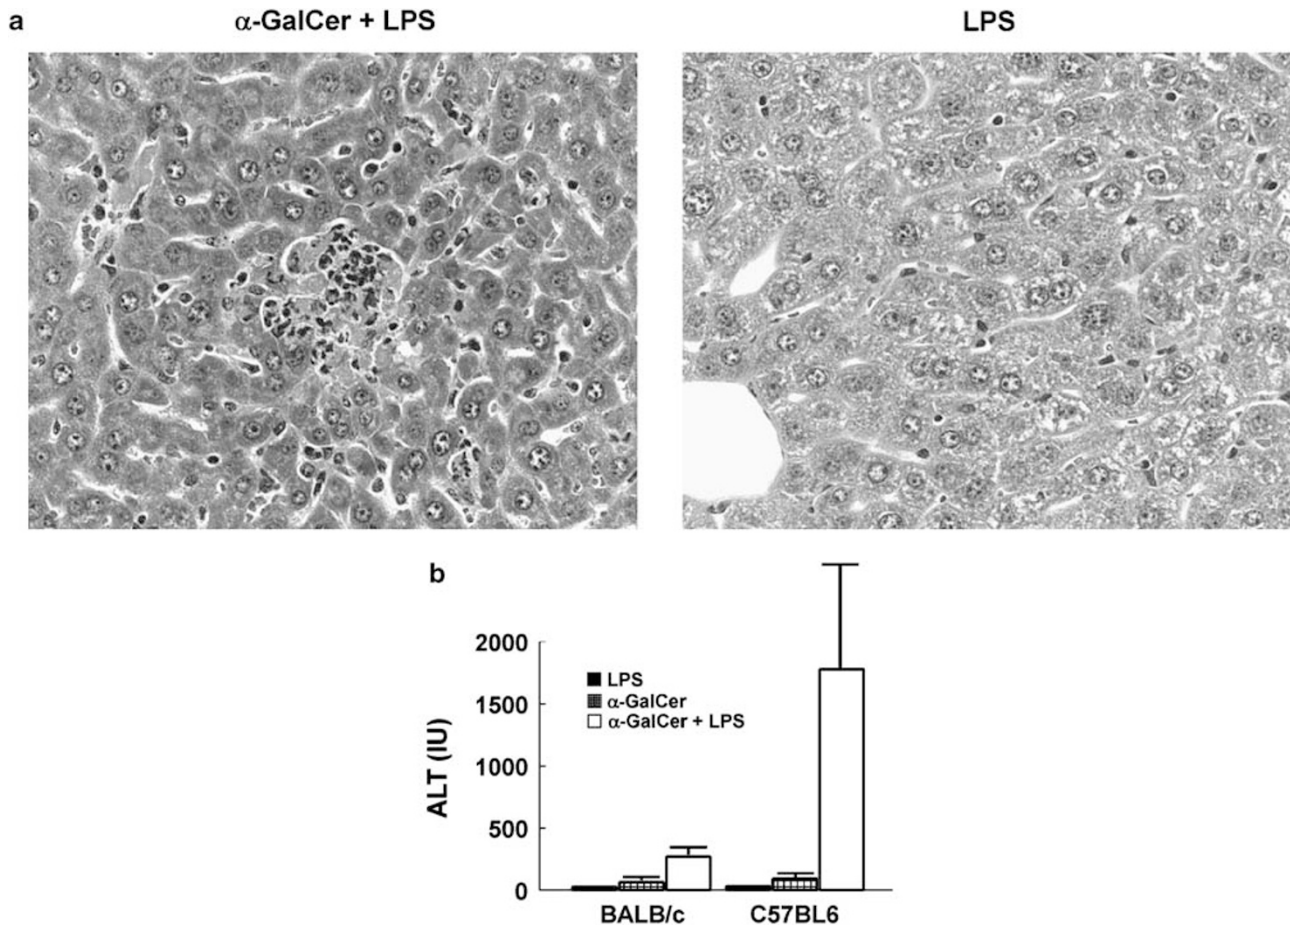 a
α-GalCer + LPS
LPS
b
ALT (IU)
2000
1500
1000
500
0
LPS
α-GalCer
α-GalCer + LPS
BALB/c
C57BL6